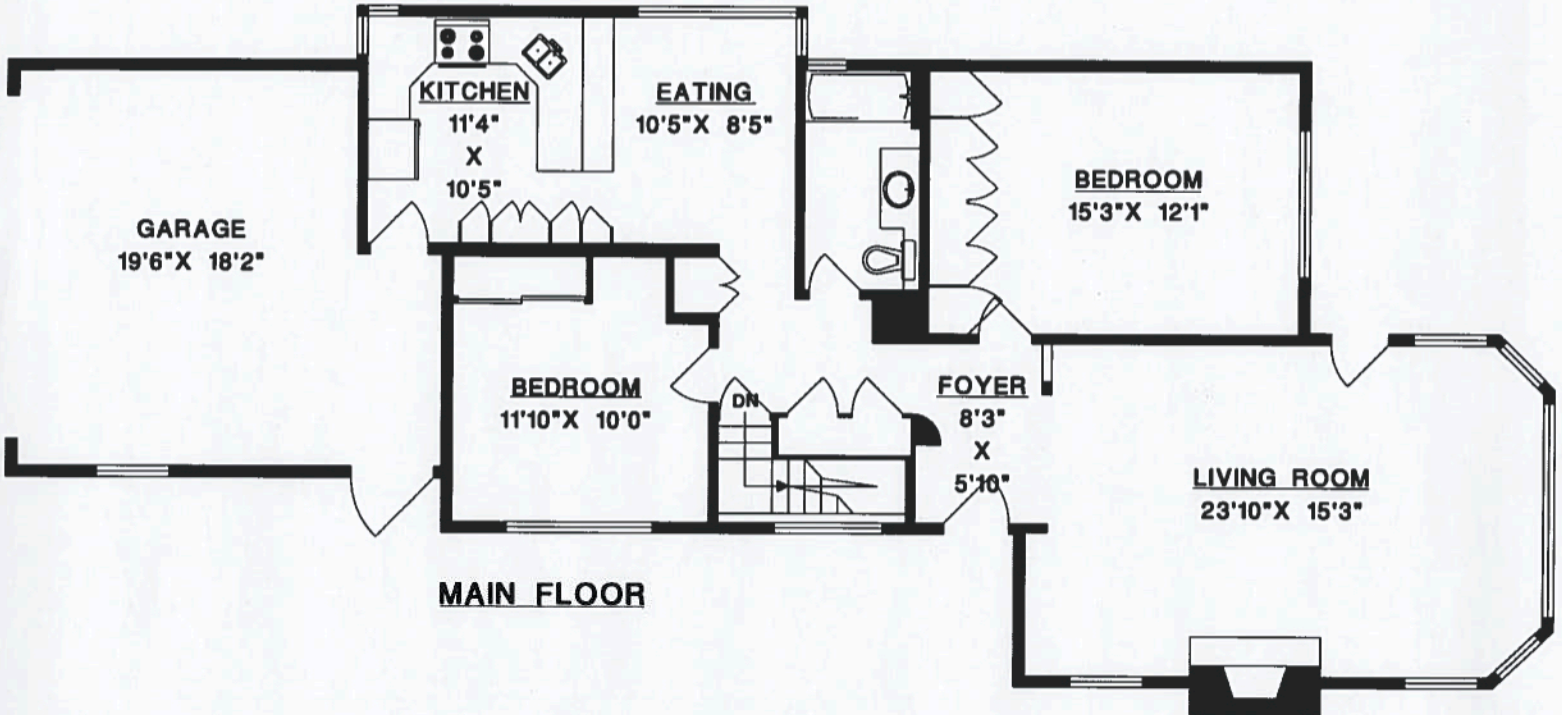 KITCHEN
11'4"
X
10'5"
EATING
10'5"X 8'5"
GARAGE
19'6"X 18'2"
BEDROOM
15'3"X 12'1"
BEDROOM
11'10"X 10'0"
DN
FOYER
8'3"
X
5'10"
LIVING ROOM
23'10"X 15'3"
MAIN FLOOR